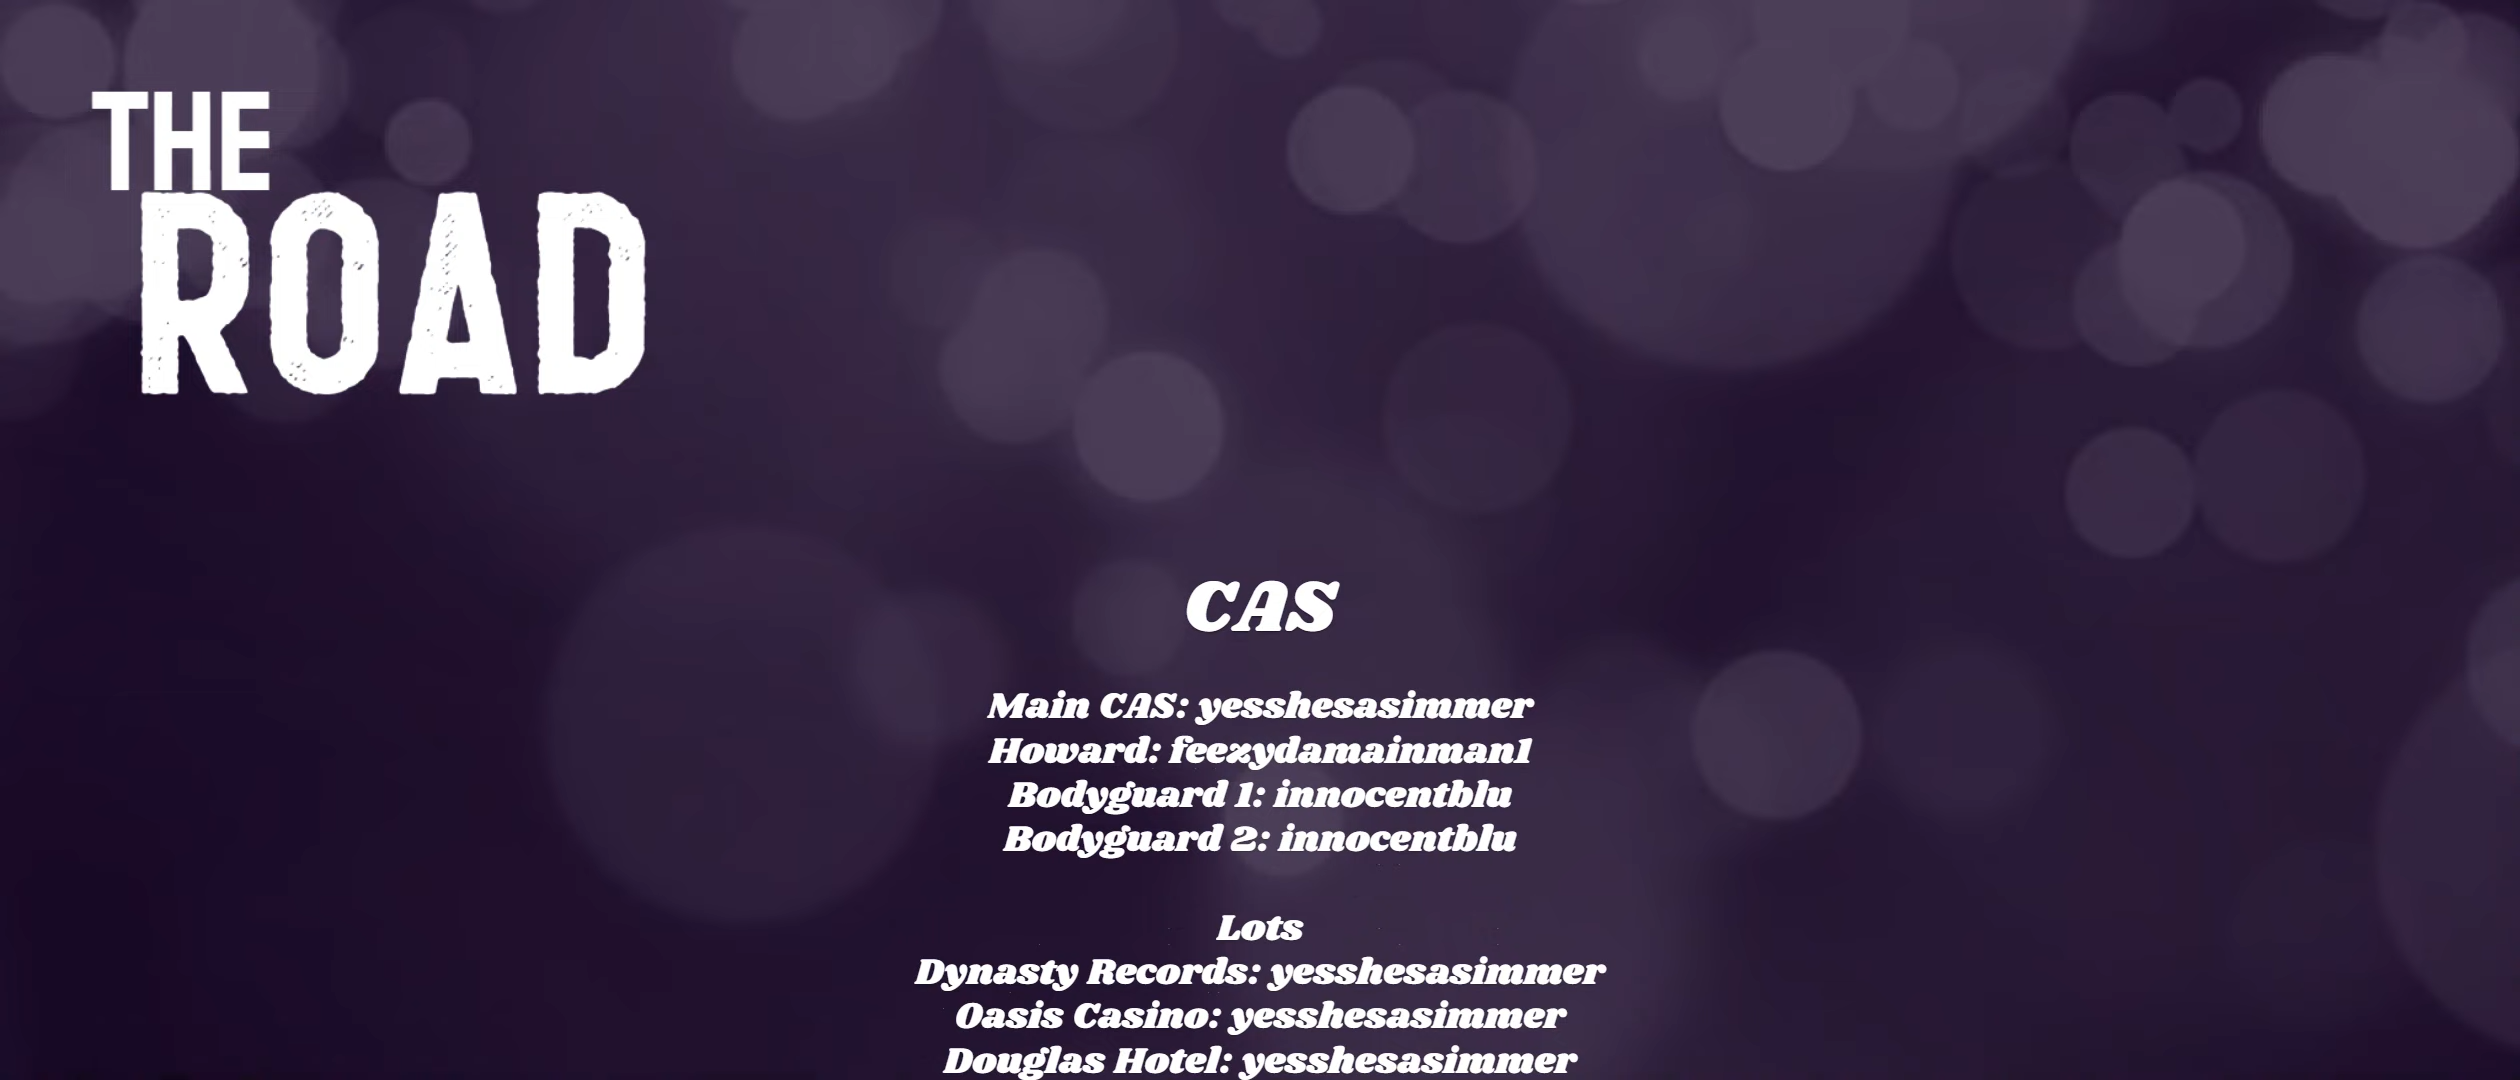 THE
ROAD
CAS
Main CAS: yesshesasimmer
Howard: feezydamainman1
Bodyguard 1: innocentblu
Bodyguard 2: innocentblu
Lots
Dynasty Records: yesshesasimmer
Oasis Casino: yesshesasimmer
Douglas Hotel: yesshesasimmer